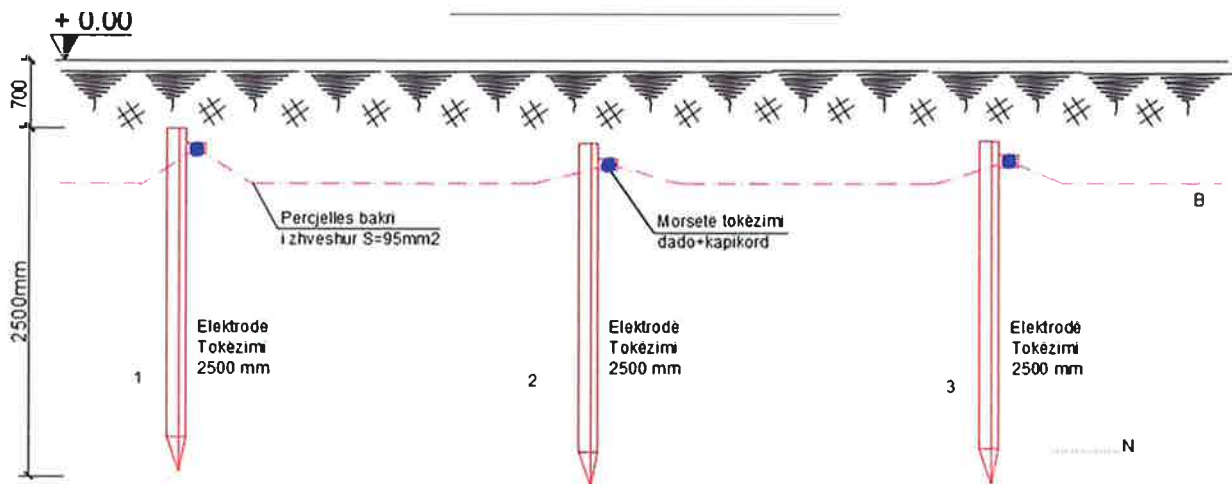 + 0.00
700
2500mm
Percjelles bakri
i zhveshur S=95mm2
Morsetë tokëzimi
dado+kapikord
B
Elektrodë
Tokëzimi
2500 mm
1
Elektrodë
Tokëzimi
2500 mm
2
Elektrodë
Tokëzimi
2500 mm
3
N